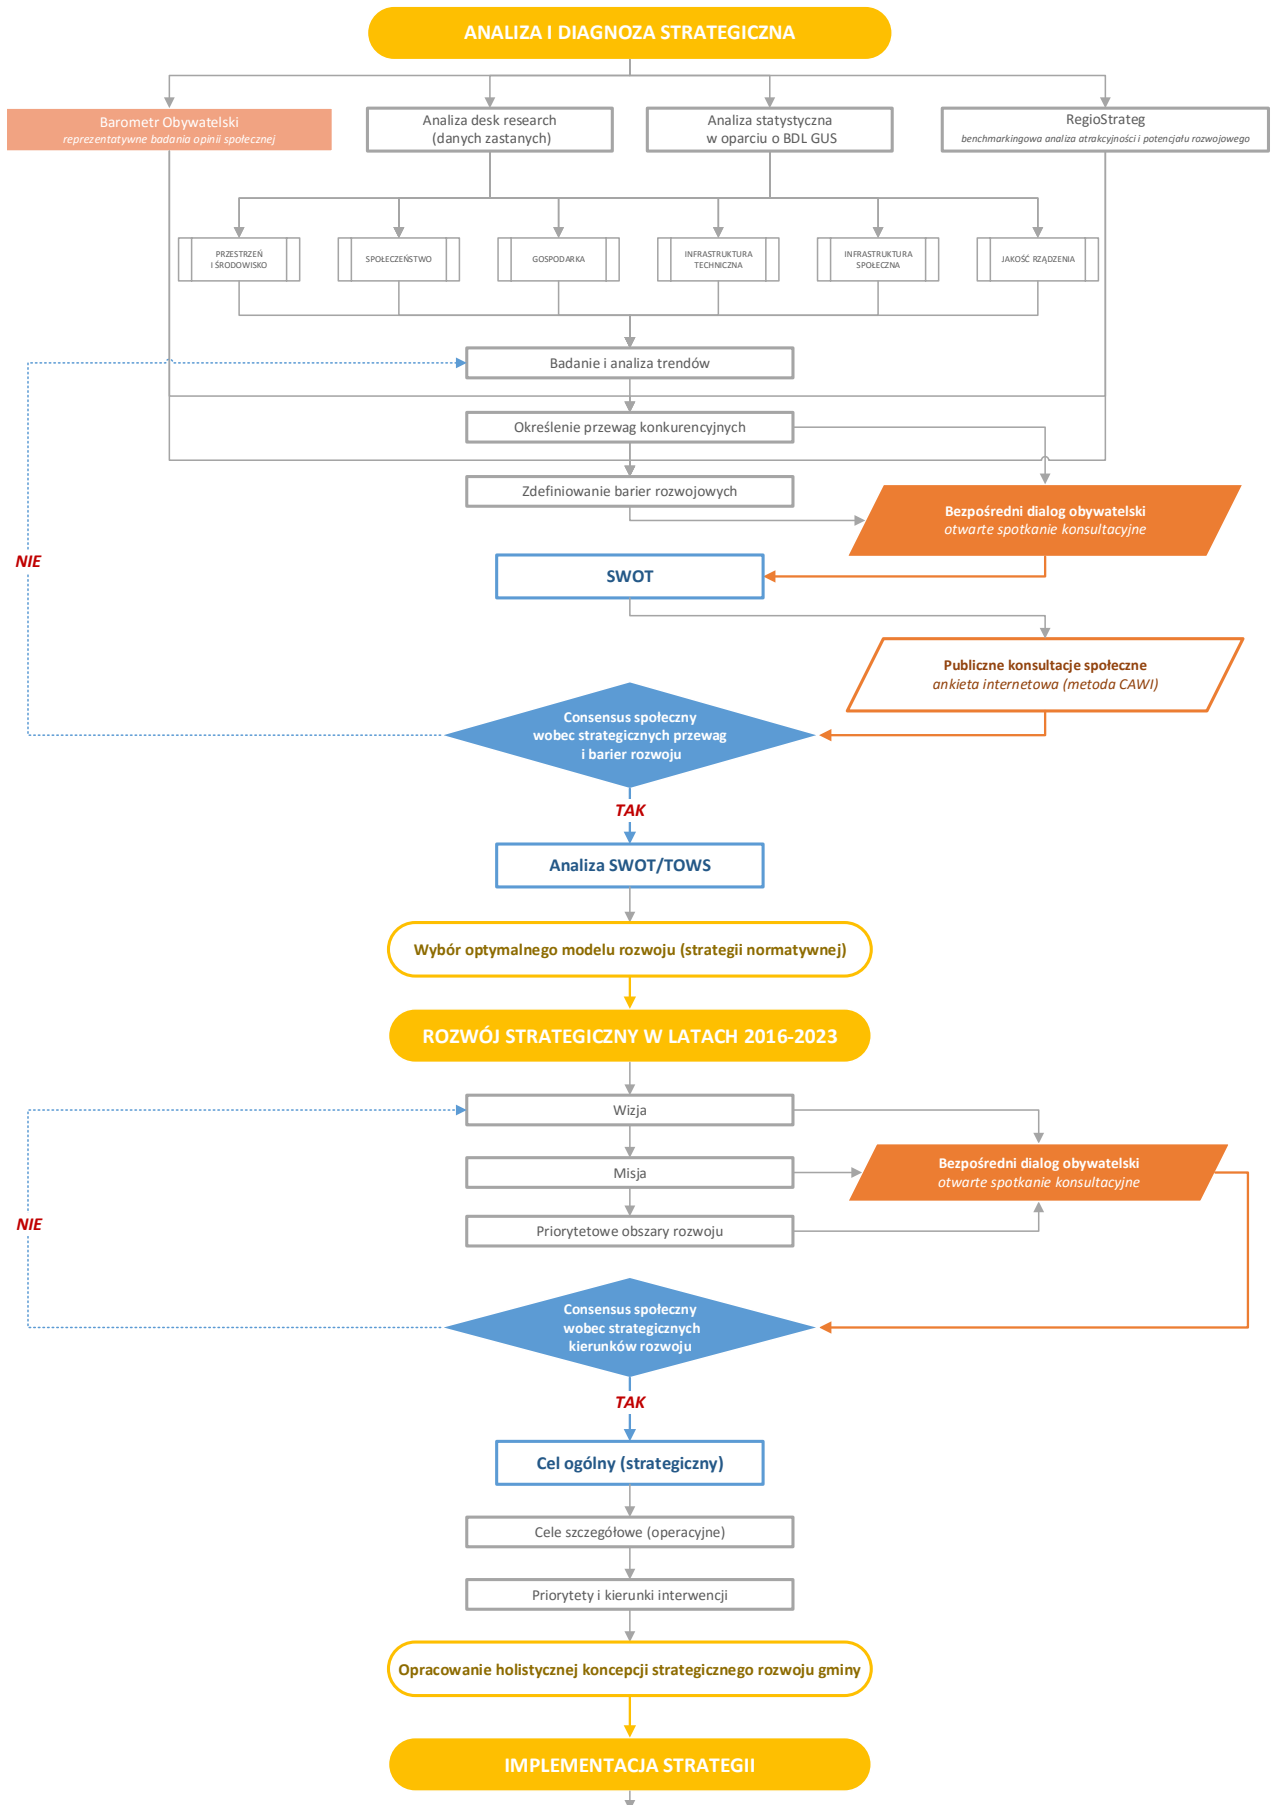 ANALIZA I DIAGNOZA STRATEGICZNA
Barometr Obywatelski
reprezentatywne badania opinii społecznej
Analiza desk research
(danych zastanych)
Analiza statystyczna
w oparciu o BDL GUS
RegioStrateg
benchmarkingowa analiza atrakcyjności i potencjału rozwojowego
PRZESTRZEŃ
I ŚRODOWISKO
SPOŁECZEŃSTWO
GOSPODARKA
INFRASTRUKTURA
TECHNICZNA
INFRASTRUKTURA
SPOŁECZNA
JAKOŚĆ RZĄDZENIA
Badanie i analiza trendów
Określenie przewag konkurencyjnych
Zdefiniowanie barier rozwojowych
Bezpośredni dialog obywatelski
otwarte spotkanie konsultacyjne
NIE
SWOT
Publiczne konsultacje społeczne
ankieta internetowa (metoda CAWI)
Consensus społeczny
wobec strategicznych przewag
i barier rozwoju
TAK
Analiza SWOT/TOWS
Wybór optymalnego modelu rozwoju (strategii normatywnej)
ROZWÓJ STRATEGICZNY W LATACH 2016-2023
Wizja
Misja
Bezpośredni dialog obywatelski
otwarte spotkanie konsultacyjne
NIE
Priorytetowe obszary rozwoju
Consensus społeczny
wobec strategicznych
kierunków rozwoju
TAK
Cel ogólny (strategiczny)
Cele szczegółowe (operacyjne)
Priorytety i kierunki interwencji
Opracowanie holistycznej koncepcji strategicznego rozwoju gminy
IMPLEMENTACJA STRATEGII